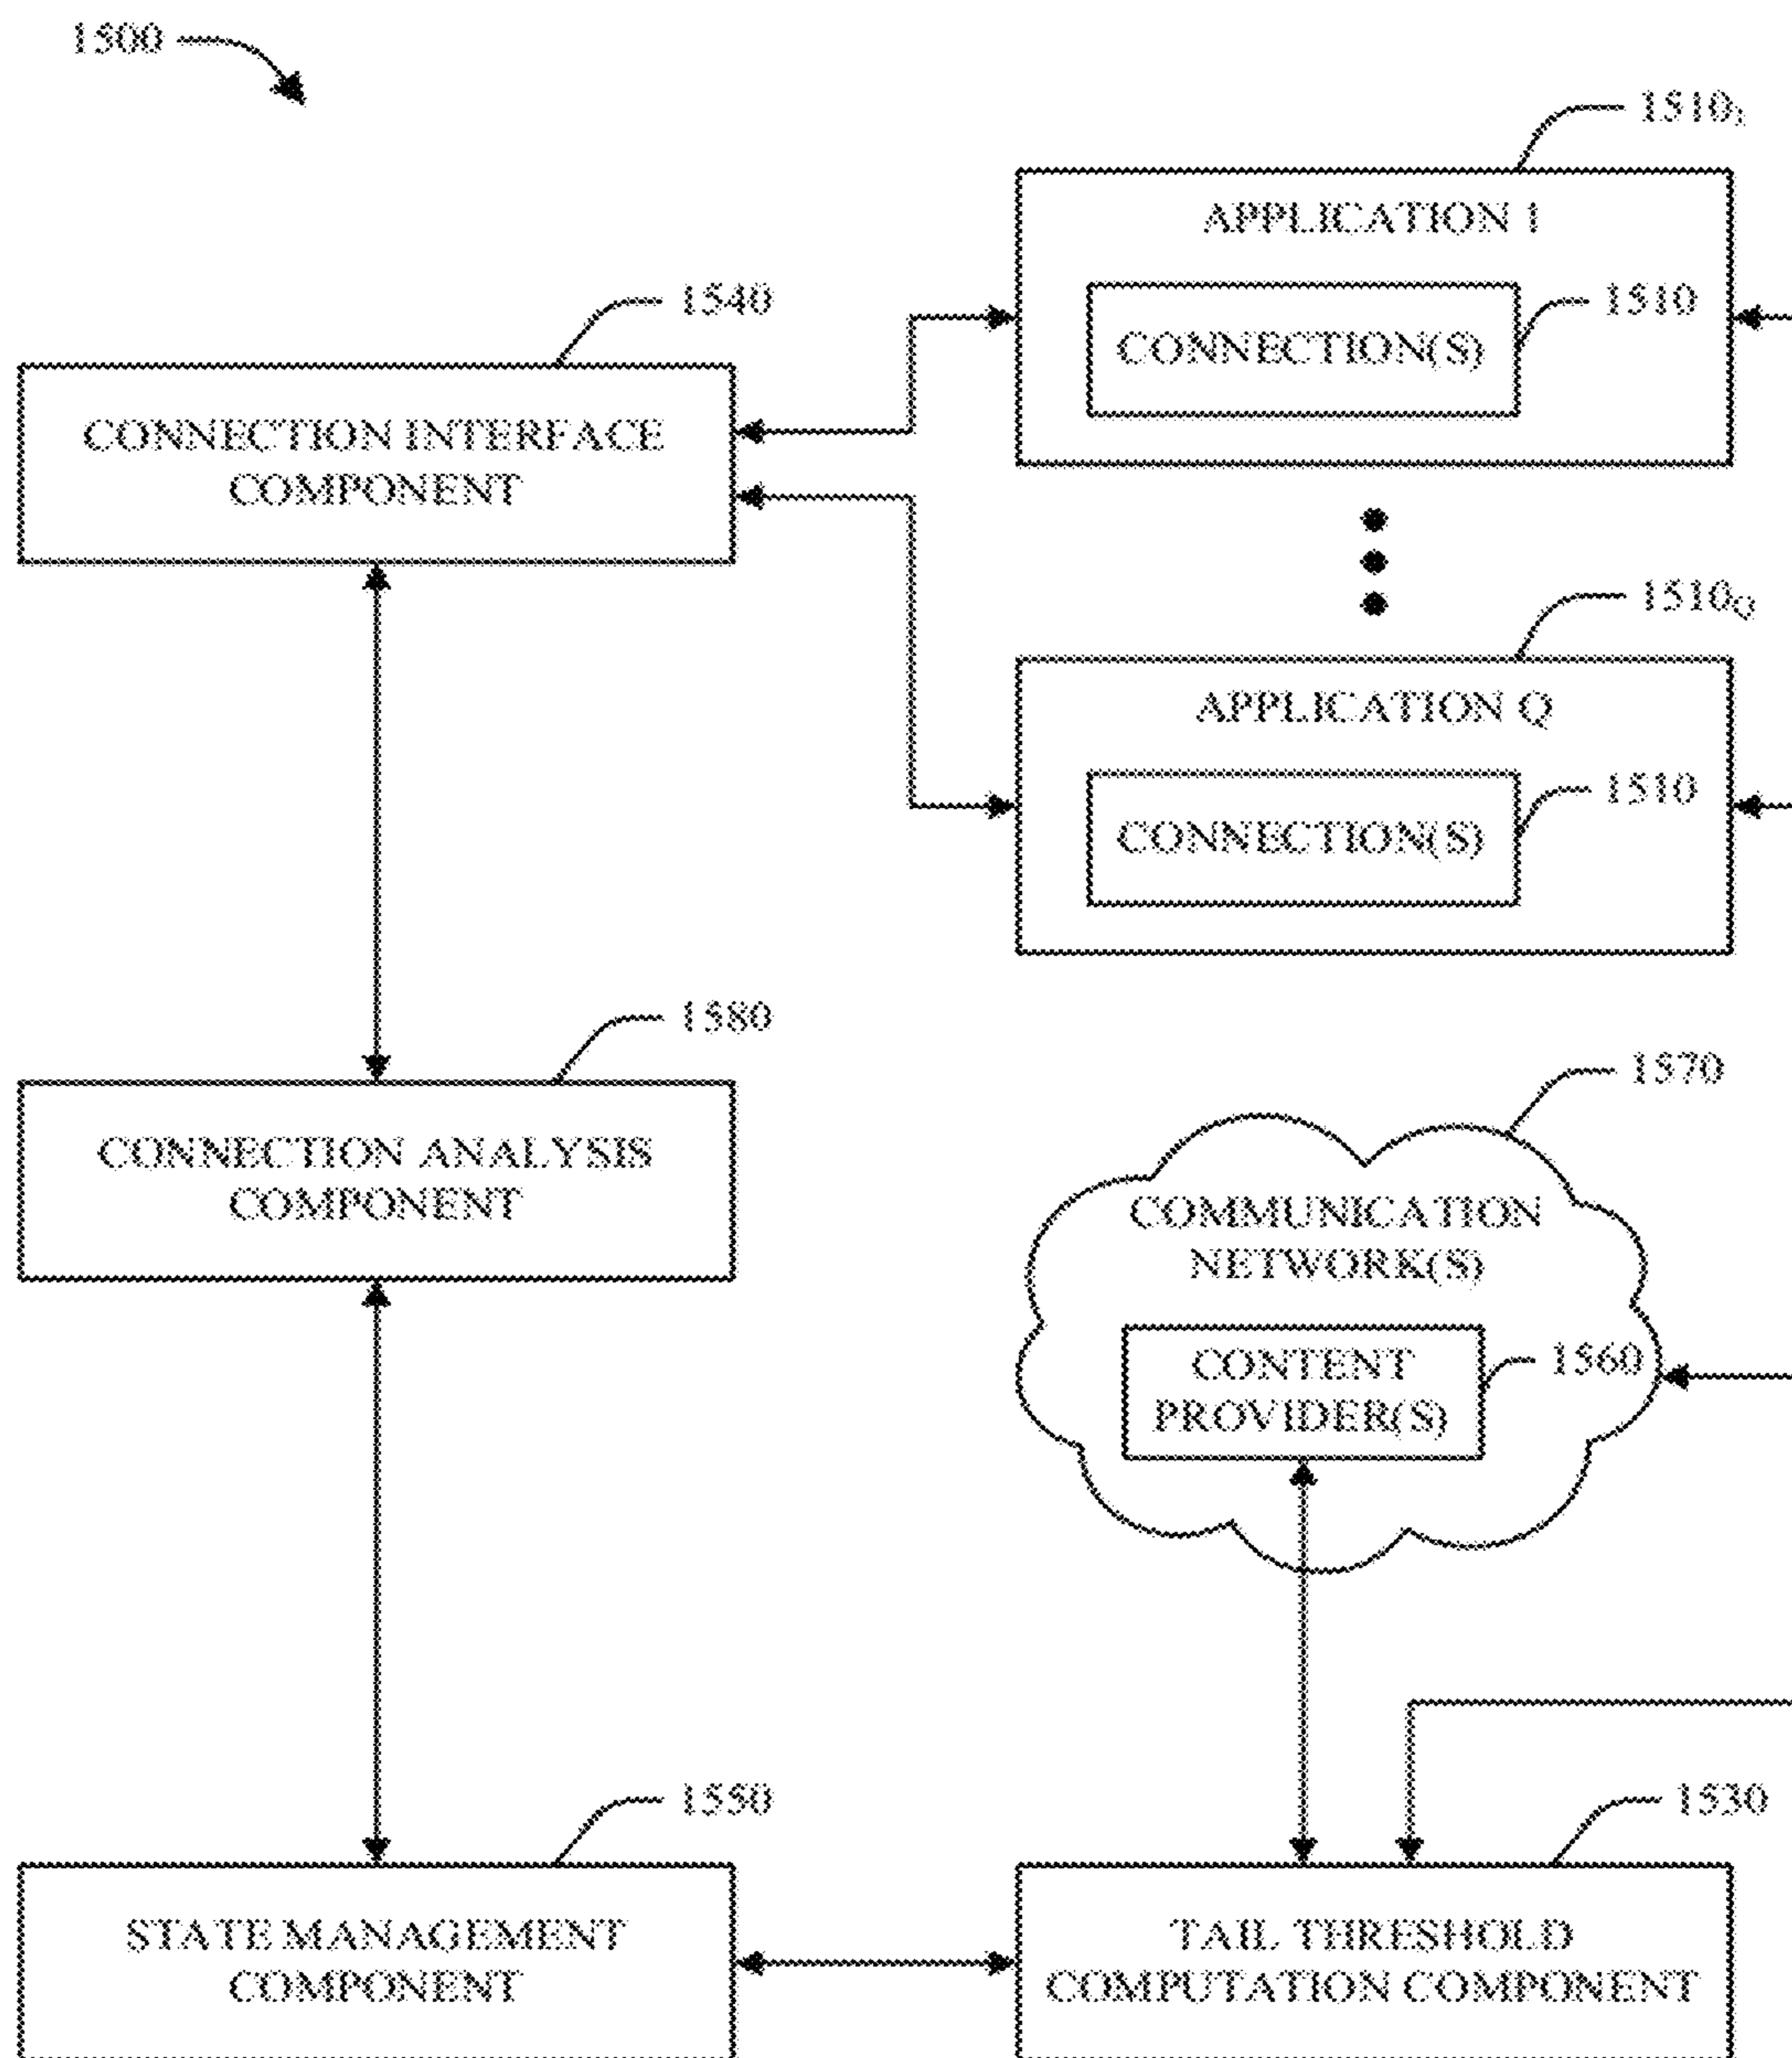 1500
1510₁
APPLICATION 1
1540
1510
CONNECTION(S)
CONNECTION INTERFACE
COMPONENT
1510Q
APPLICATION Q
1510
CONNECTION(S)
1580
1570
CONNECTION ANALYSIS
COMPONENT
COMMUNICATION
NETWORK(S)
CONTENT
PROVIDER(S)
1560
1550
1530
STATE MANAGEMENT
COMPONENT
TAIL THRESHOLD
COMPUTATION COMPONENT